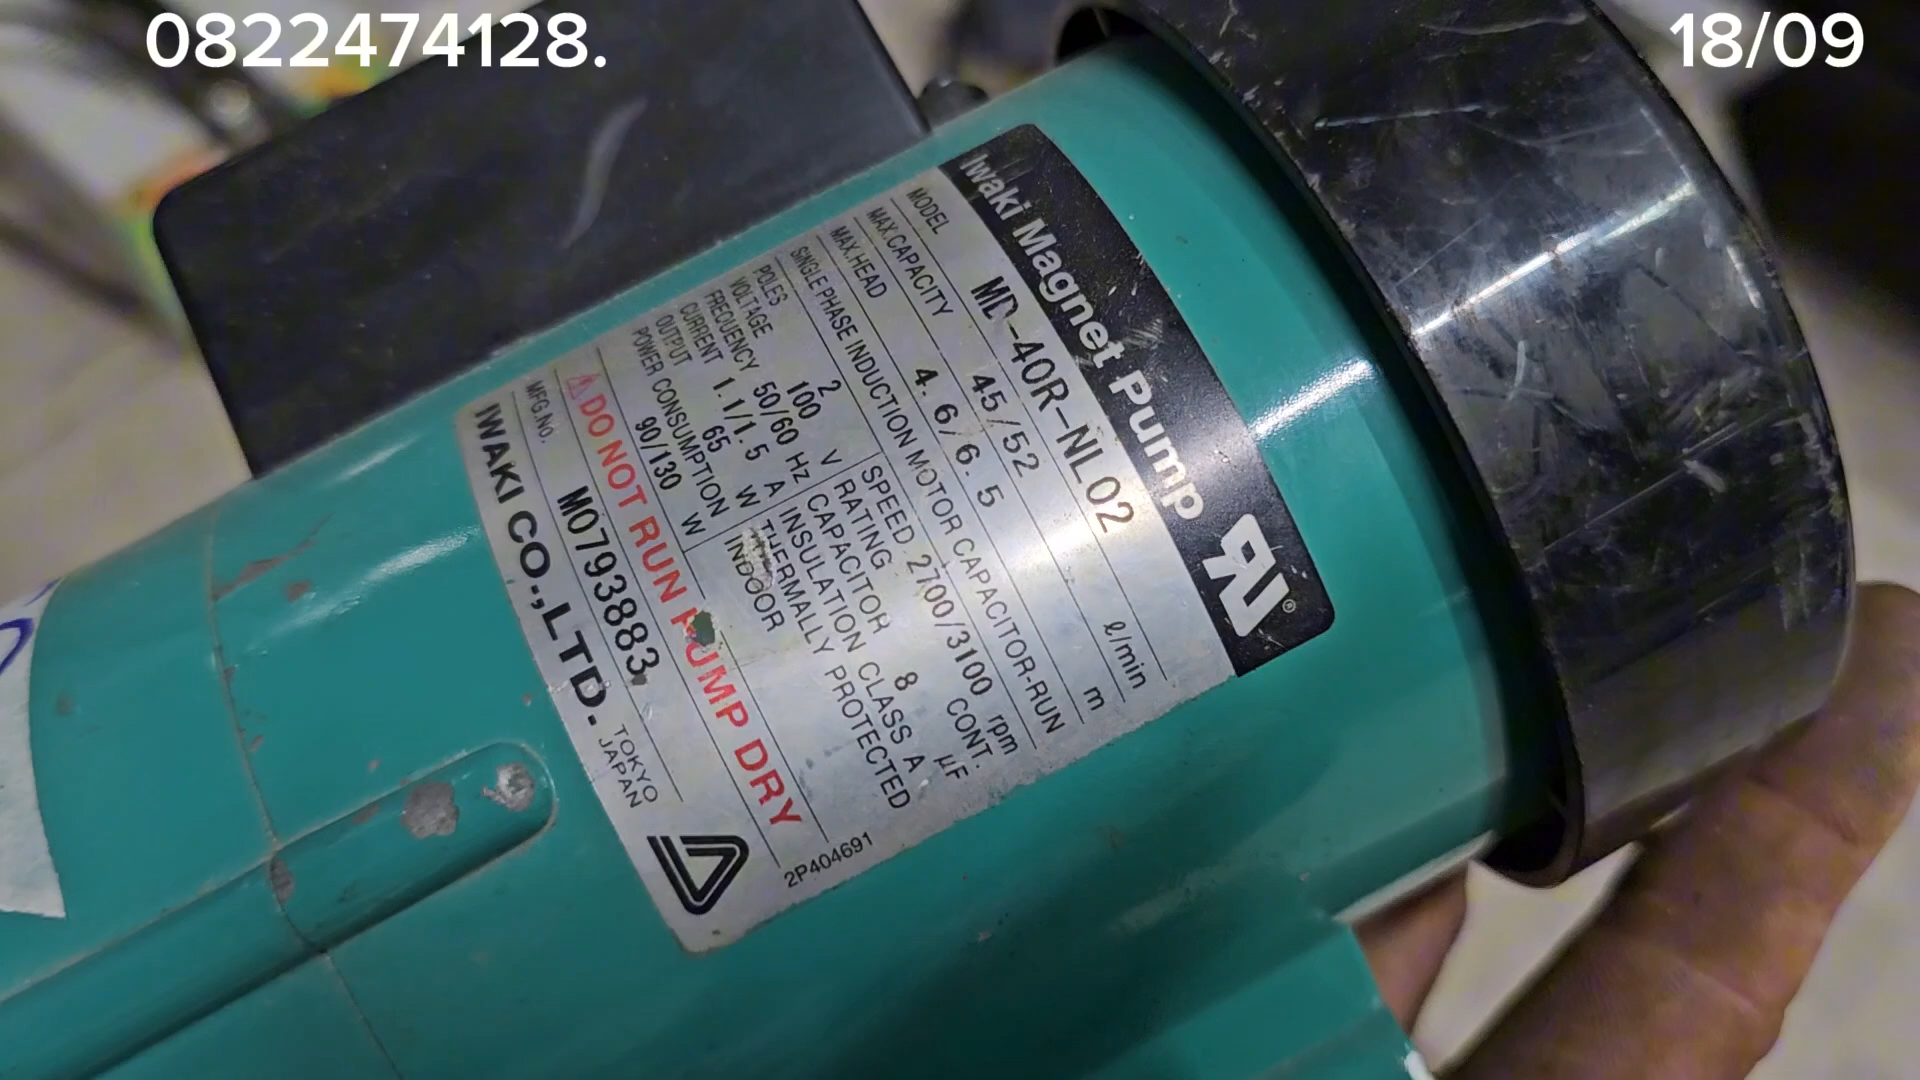 0822474128.
18/09
Iwaki Magnet Pump
MODEL MD-40R-NL02
MAX.CAPACITY 45/52 ℓ/min
MAX.HEAD 4.6/6.5 m
SINGLE PHASE INDUCTION MOTOR CAPACITOR-RUN
POLES 2 SPEED 2700/3100 rpm
VOLTAGE 100 V RATING CONT.
FREQUENCY 50/60 Hz CAPACITOR 8 µF
CURRENT 1.1/1.5 A INSULATION CLASS A
OUTPUT 65 W THERMALLY PROTECTED
POWER CONSUMPTION INDOOR
90/130 W
DO NOT RUN PUMP DRY
MFG.No. M0793883
IWAKI CO.,LTD. TOKYO JAPAN
2P404691